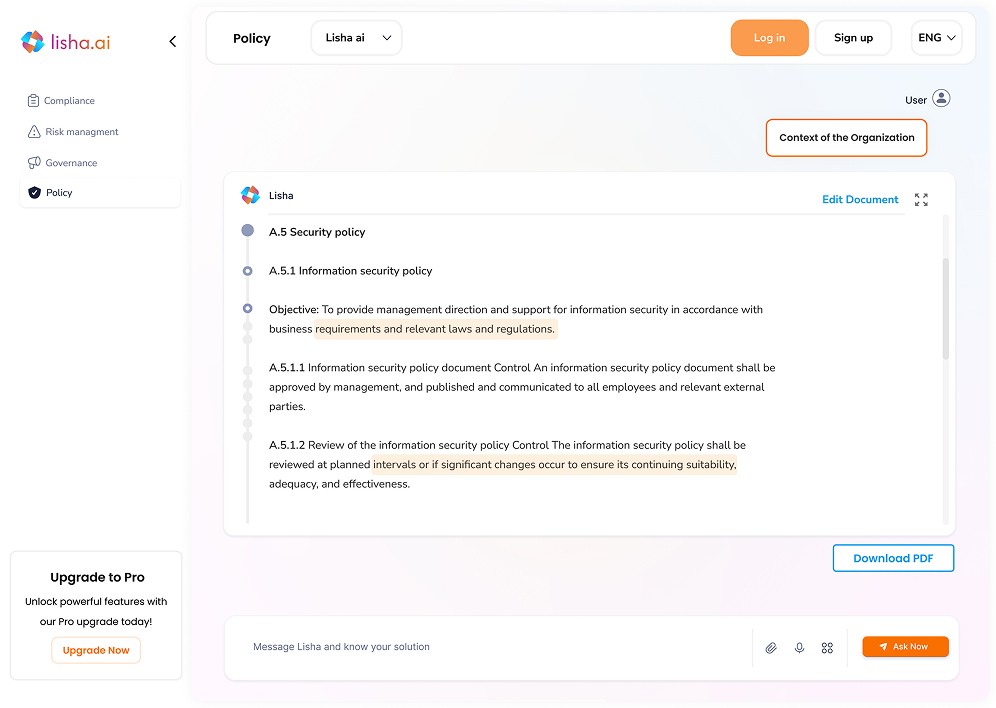 lisha.ai
Policy
Lisha ai
Log in
Sign up
ENG
Compliance
Risk managment
Governance
Policy
User
Context of the Organization
Lisha
Edit Document
A.5 Security policy
A.5.1 Information security policy
Objective: To provide management direction and support for information security in accordance with
business requirements and relevant laws and regulations.
A.5.1.1 Information security policy document Control An information security policy document shall be
approved by management, and published and communicated to all employees and relevant external
parties.
A.5.1.2 Review of the information security policy Control The information security policy shall be
reviewed at planned intervals or if significant changes occur to ensure its continuing suitability,
adequacy, and effectiveness.
Download PDF
Upgrade to Pro
Unlock powerful features with
our Pro upgrade today!
Upgrade Now
Message Lisha and know your solution
Ask Now